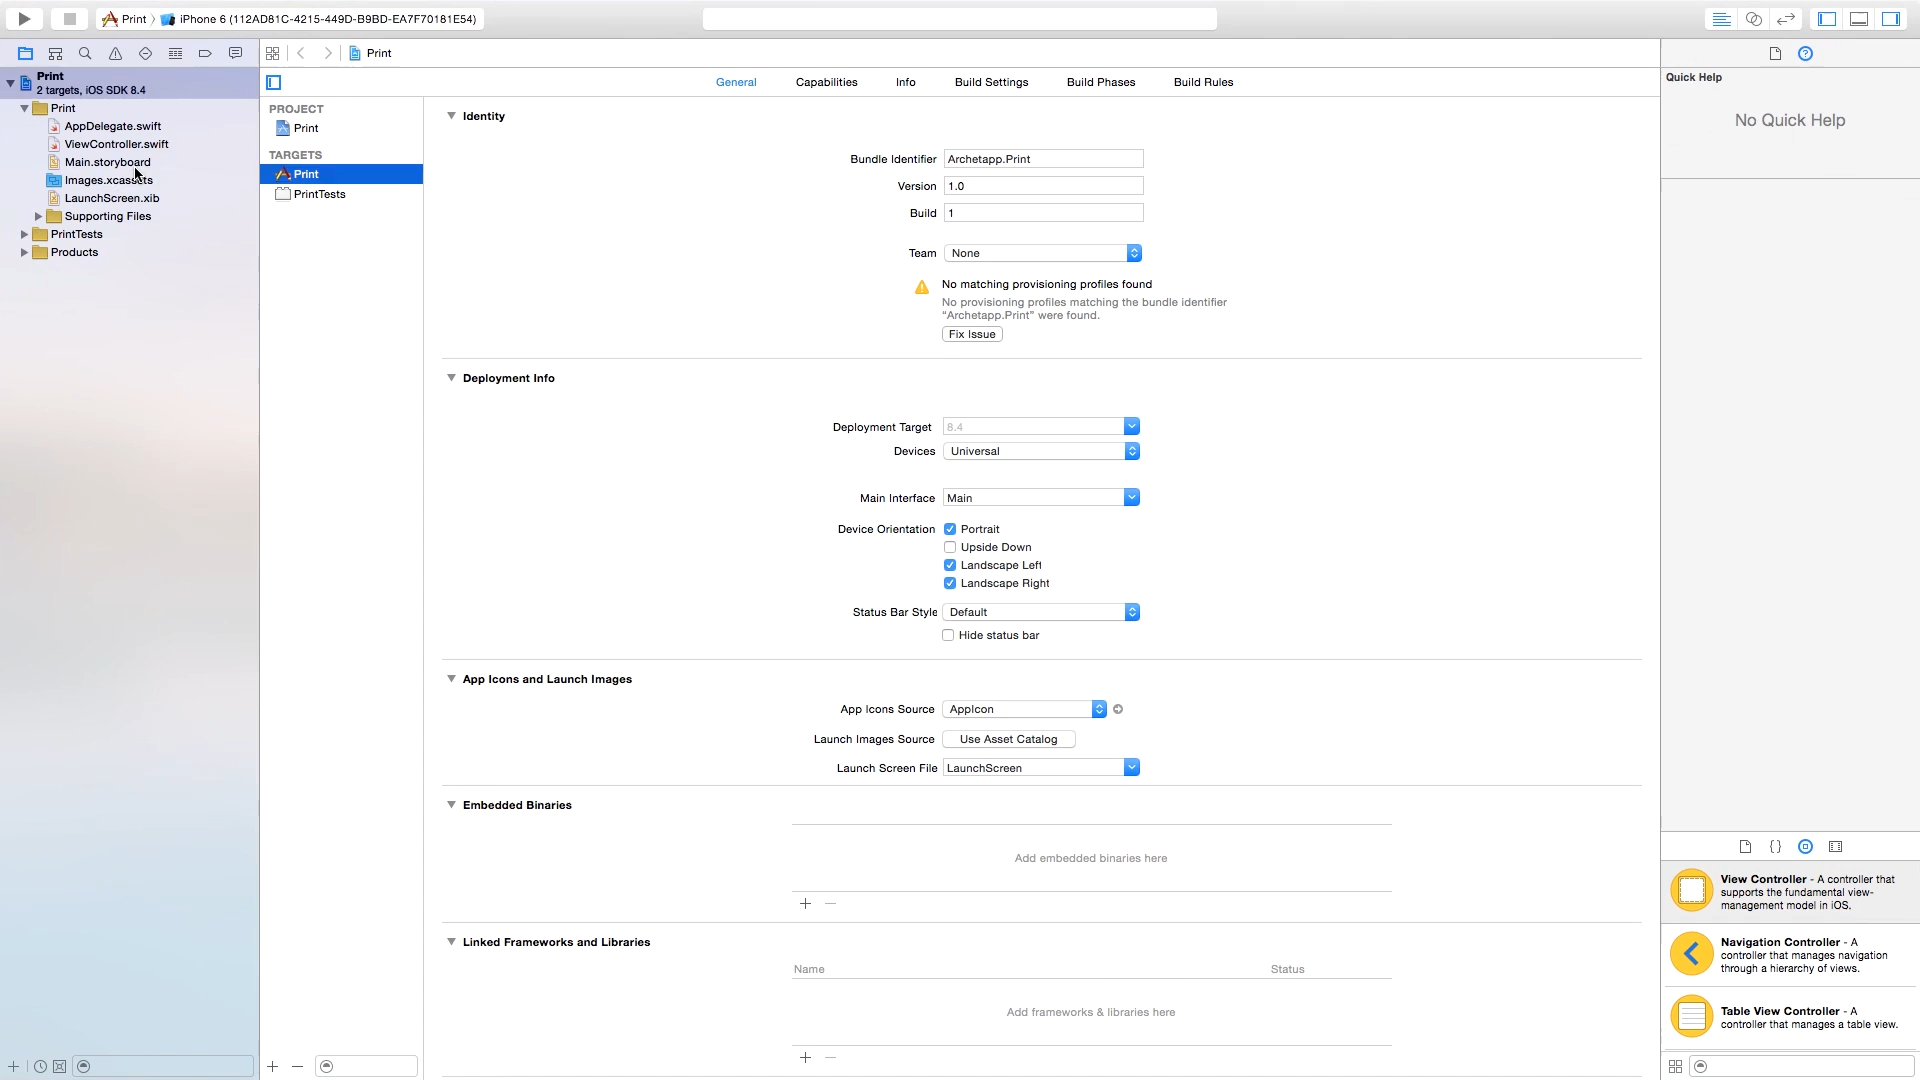 Print
iPhone 6 (112AD81C-4215-449D-B9BD-EA7F70181E54)
Print
Print
2 targets, iOS SDK 8.4
Print
AppDelegate.swift
ViewController.swift
Main.storyboard
Images.xcassets
LaunchScreen.xib
Supporting Files
PrintTests
Products
General
Capabilities
Info
Build Settings
Build Phases
Build Rules
PROJECT
Print
TARGETS
Print
PrintTests
Identity
Bundle Identifier Archetapp.Print
Version 1.0
Build 1
Team None
No matching provisioning profiles found
No provisioning profiles matching the bundle identifier
“Archetapp.Print” were found.
Fix Issue
Deployment Info
Deployment Target 8.4
Devices Universal
Main Interface Main
Device Orientation Portrait
Upside Down
Landscape Left
Landscape Right
Status Bar Style Default
Hide status bar
App Icons and Launch Images
App Icons Source AppIcon
Launch Images Source Use Asset Catalog
Launch Screen File LaunchScreen
Embedded Binaries
Add embedded binaries here
Linked Frameworks and Libraries
Name Status
Add frameworks & libraries here
Quick Help
No Quick Help
View Controller - A controller that
supports the fundamental view-
management model in iOS.
Navigation Controller - A
controller that manages navigation
through a hierarchy of views.
Table View Controller - A
controller that manages a table view.